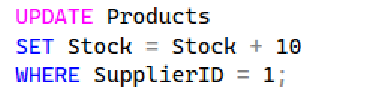 UPDATE Products
SET Stock = Stock + 10
WHERE SupplierID = 1;